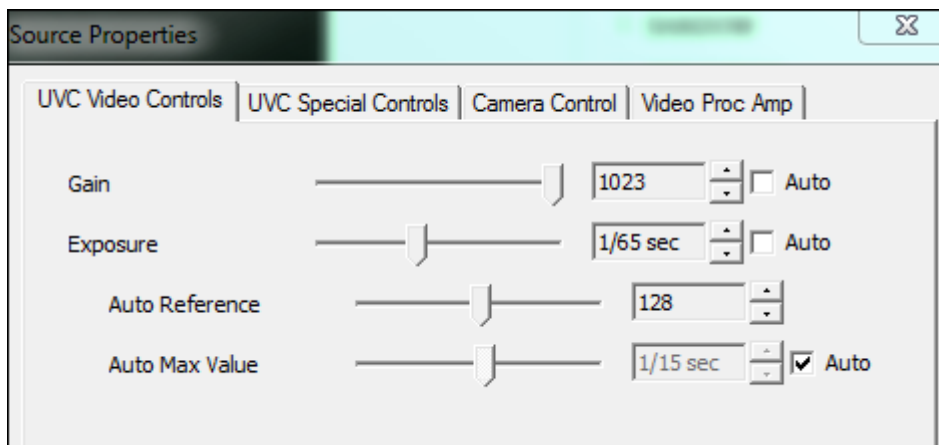 Source Properties
UVC Video Controls UVC Special Controls Camera Control Video Proc Amp
Gain 1023 Auto
Exposure 1/65 sec Auto
Auto Reference 128
Auto Max Value 1/15 sec Auto